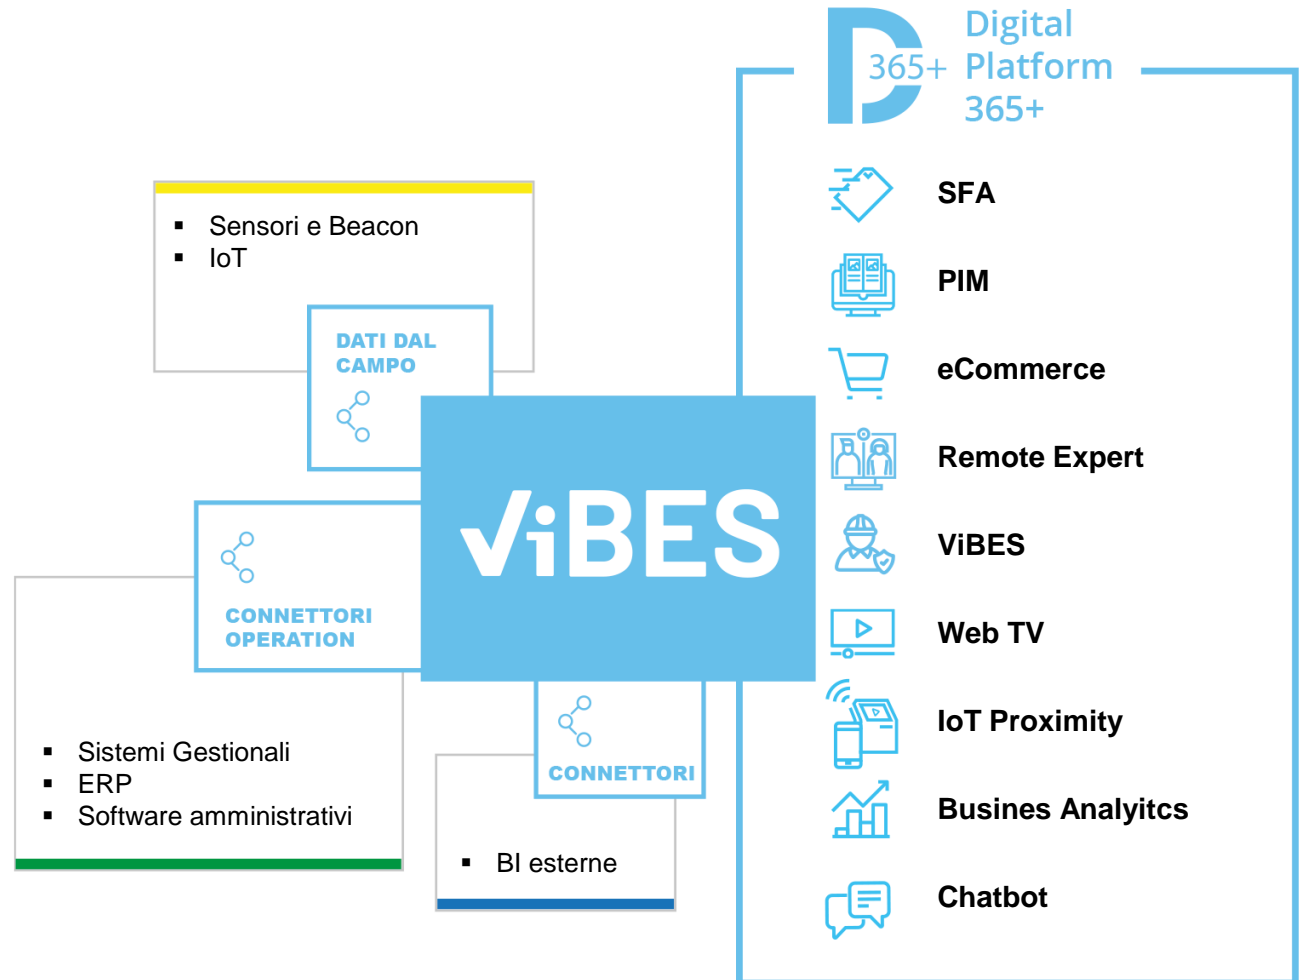 Digital
365+ Platform
365+
SFA
▪ Sensori e Beacon
▪ IoT
PIM
DATI DAL
CAMPO
eCommerce
Remote Expert
ViBES
ViBES
CONNETTORI
OPERATION
Web TV
IoT Proximity
▪ Sistemi Gestionali
▪ ERP
▪ Software amministrativi
CONNETTORI
Busines Analyitcs
▪ BI esterne
Chatbot